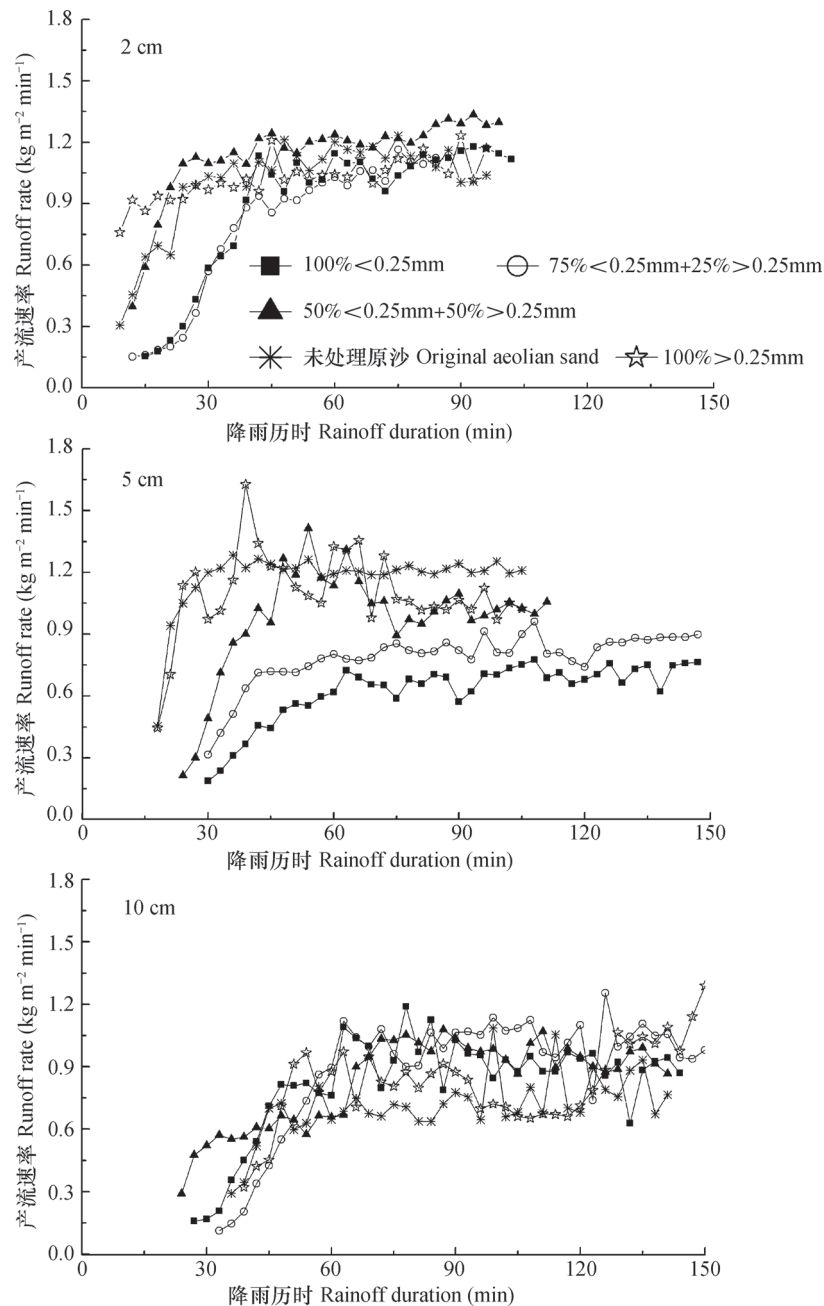 1.8
2 cm
1.5
1.2
0.9
0.6
0.3
0.0
产流速率 Runoff rate (kg m⁻² min⁻¹)
100%<0.25mm
75%<0.25mm+25%>0.25mm
50%<0.25mm+50%>0.25mm
未处理原沙 Original aeolian sand
100%>0.25mm
0 30 60 90 120 150
降雨历时 Rainoff duration (min)
1.8
5 cm
1.5
1.2
0.9
0.6
0.3
0.0
产流速率 Runoff rate (kg m⁻² min⁻¹)
0 30 60 90 120 150
降雨历时 Rainoff duration (min)
1.8
10 cm
1.5
1.2
0.9
0.6
0.3
0.0
产流速率 Runoff rate (kg m⁻² min⁻¹)
0 30 60 90 120 150
降雨历时 Rainoff duration (min)